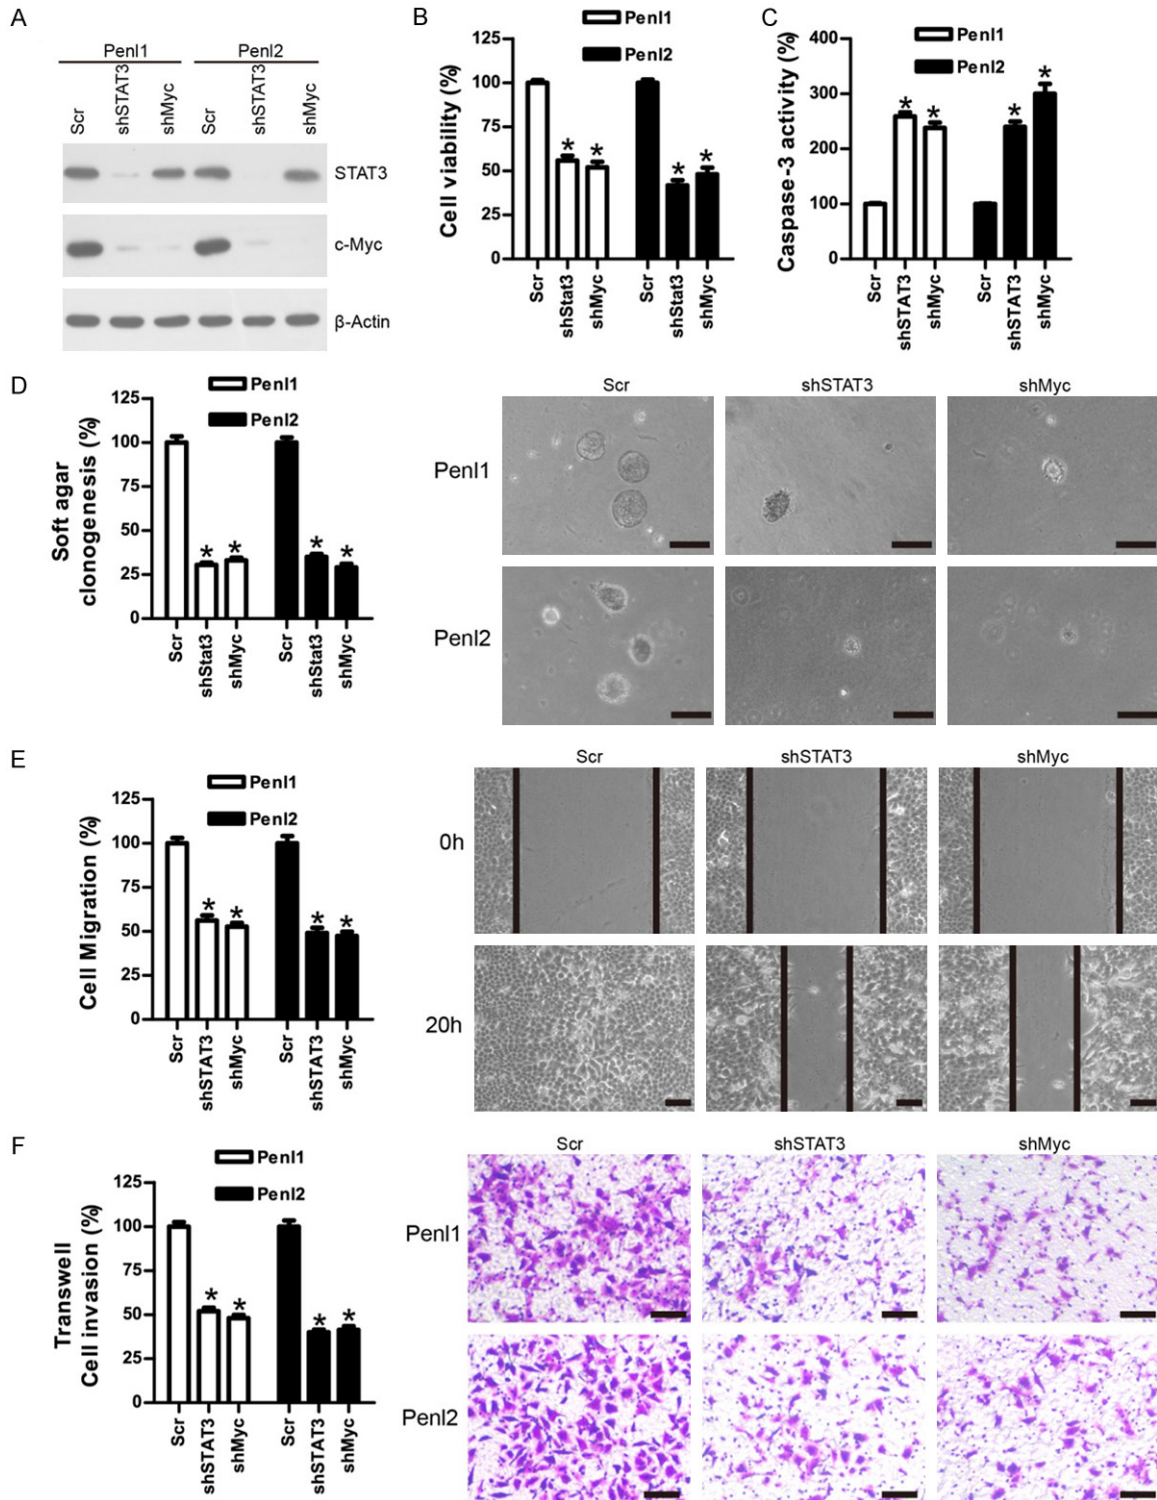 A
Penl1 Penl2
Scr shSTAT3 shMyc Scr shSTAT3 shMyc
STAT3
c-Myc
β-Actin
B
Penl1
Penl2
Cell viability (%)
125
100
75
50
25
0
* * * *
Scr shStat3 shMyc Scr shStat3 shMyc
C
Penl1
Penl2
Caspase-3 activity (%)
400
300
200
100
0
* * * *
Scr shSTAT3 shMyc Scr shSTAT3 shMyc
D
Penl1
Penl2
Soft agar
clonogenesis (%)
125
100
75
50
25
0
* * * *
Scr shStat3 shMyc Scr shStat3 shMyc
Scr shSTAT3 shMyc
Penl1
Penl2
E
Penl1
Penl2
Cell Migration (%)
125
100
75
50
25
0
* * * *
Scr shSTAT3 shMyc Scr shSTAT3 shMyc
Scr shSTAT3 shMyc
0h
20h
F
Penl1
Penl2
Transwell
Cell invasion (%)
125
100
75
50
25
0
* * * *
Scr shSTAT3 shMyc Scr shSTAT3 shMyc
Scr shSTAT3 shMyc
Penl1
Penl2